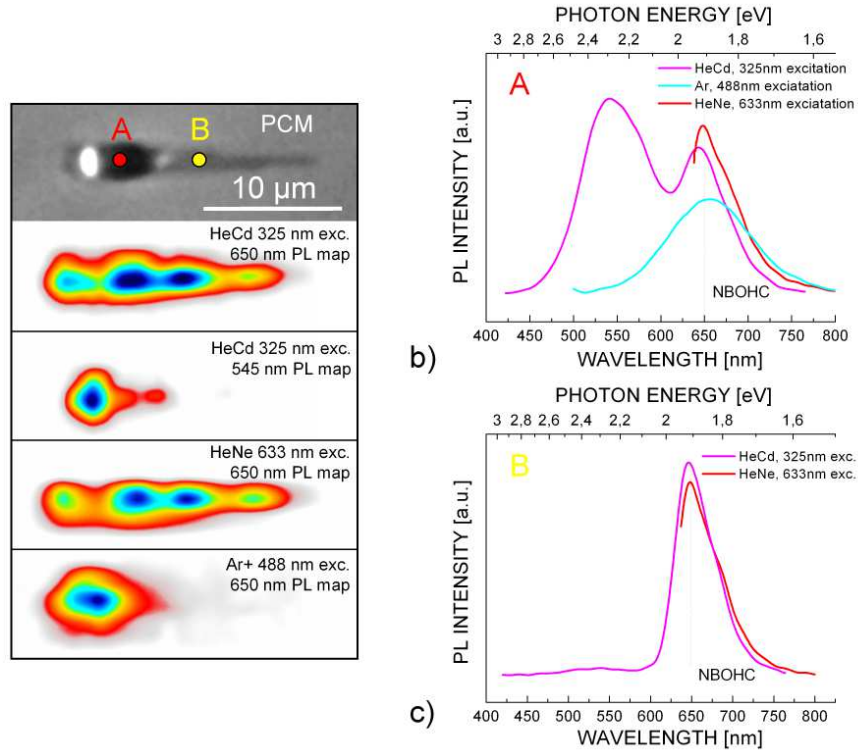 A
B
PCM
10 µm
HeCd 325 nm exc.
650 nm PL map
HeCd 325 nm exc.
545 nm PL map
HeNe 633 nm exc.
650 nm PL map
Ar+ 488 nm exc.
650 nm PL map
b)
PHOTON ENERGY [eV]
3 2,8 2,6 2,4 2,2 2 1,8 1,6
A
HeCd, 325nm excitation
Ar, 488nm exciatation
HeNe, 633nm exciatation
PL INTENSITY [a.u.]
NBOHC
400 450 500 550 600 650 700 750 800
WAVELENGTH [nm]
c)
PHOTON ENERGY [eV]
3 2,8 2,6 2,4 2,2 2 1,8 1,6
B
HeCd, 325nm exc.
HeNe, 633nm exc.
PL INTENSITY [a.u.]
NBOHC
400 450 500 550 600 650 700 750 800
WAVELENGTH [nm]